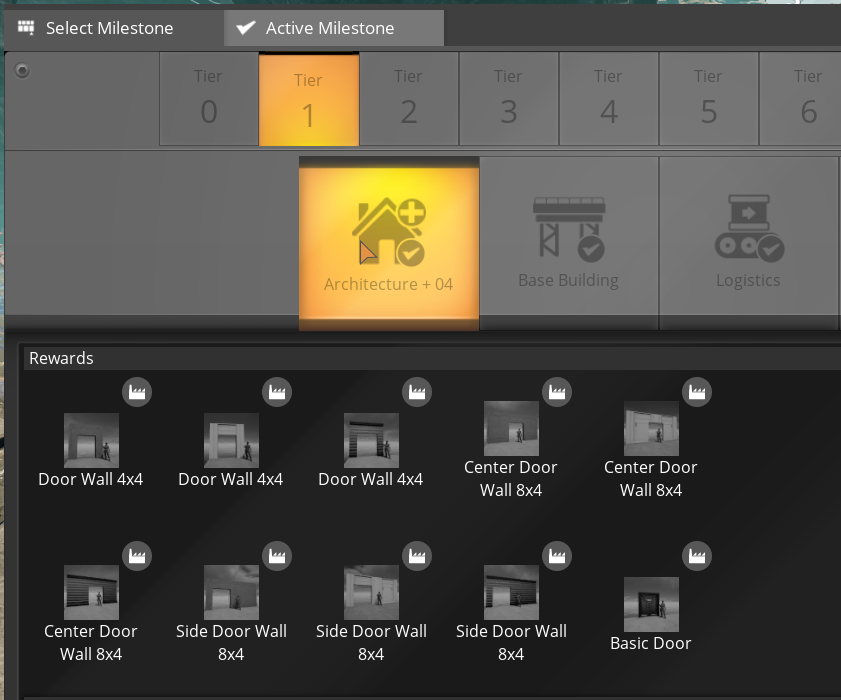 Select Milestone
Active Milestone
Tier Tier Tier Tier Tier Tier Tier
0 1 2 3 4 5 6
Architecture + 04
Base Building
Logistics
Rewards
Door Wall 4x4
Door Wall 4x4
Door Wall 4x4
Center Door
Wall 8x4
Center Door
Wall 8x4
Center Door
Wall 8x4
Side Door Wall
8x4
Side Door Wall
8x4
Side Door Wall
8x4
Basic Door